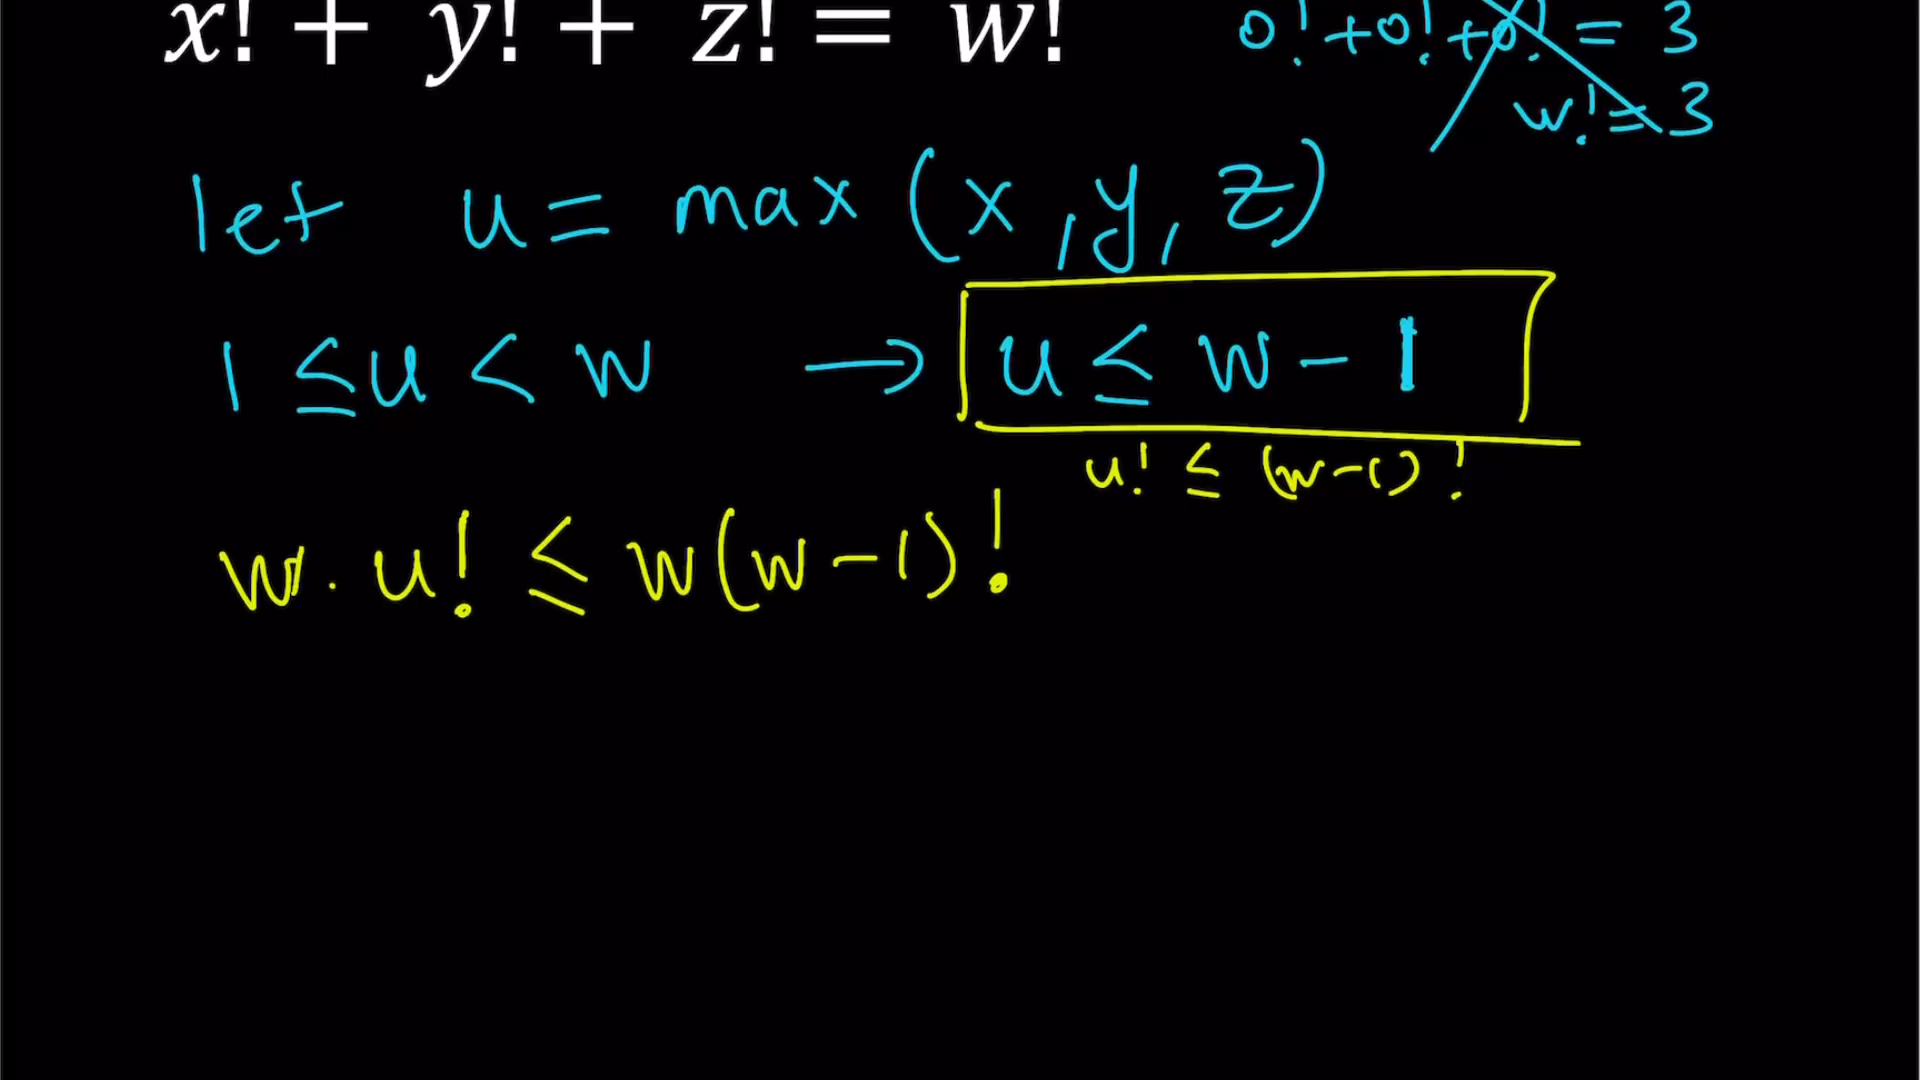 x! + y! + z! = w!
0! + 0! + 0! = 3
w! = 3
let u = max (x, y, z)
1 ≤ u < w → u ≤ w - 1
u! ≤ (w-1)!
w. u! ≤ w(w-1)!